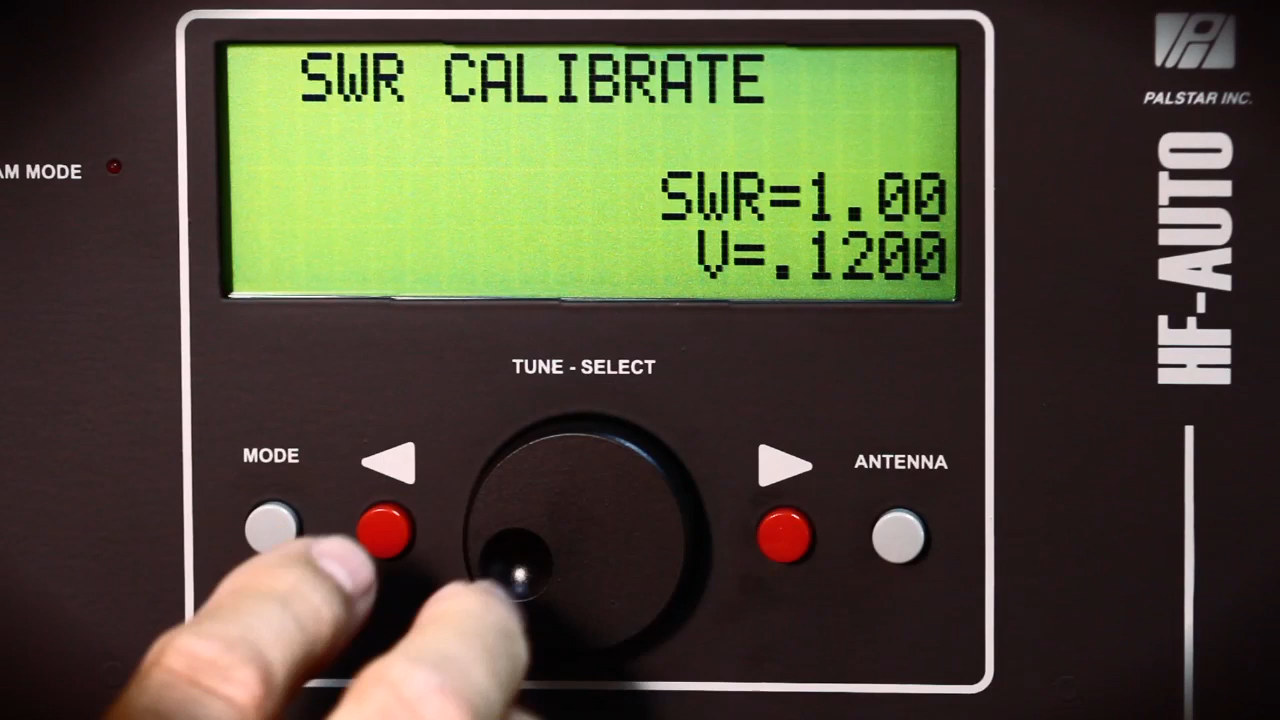 SWR CALIBRATE
SWR=1.00
V=.1200
PALSTAR INC.
HF-AUTO
AM MODE
TUNE - SELECT
MODE
ANTENNA